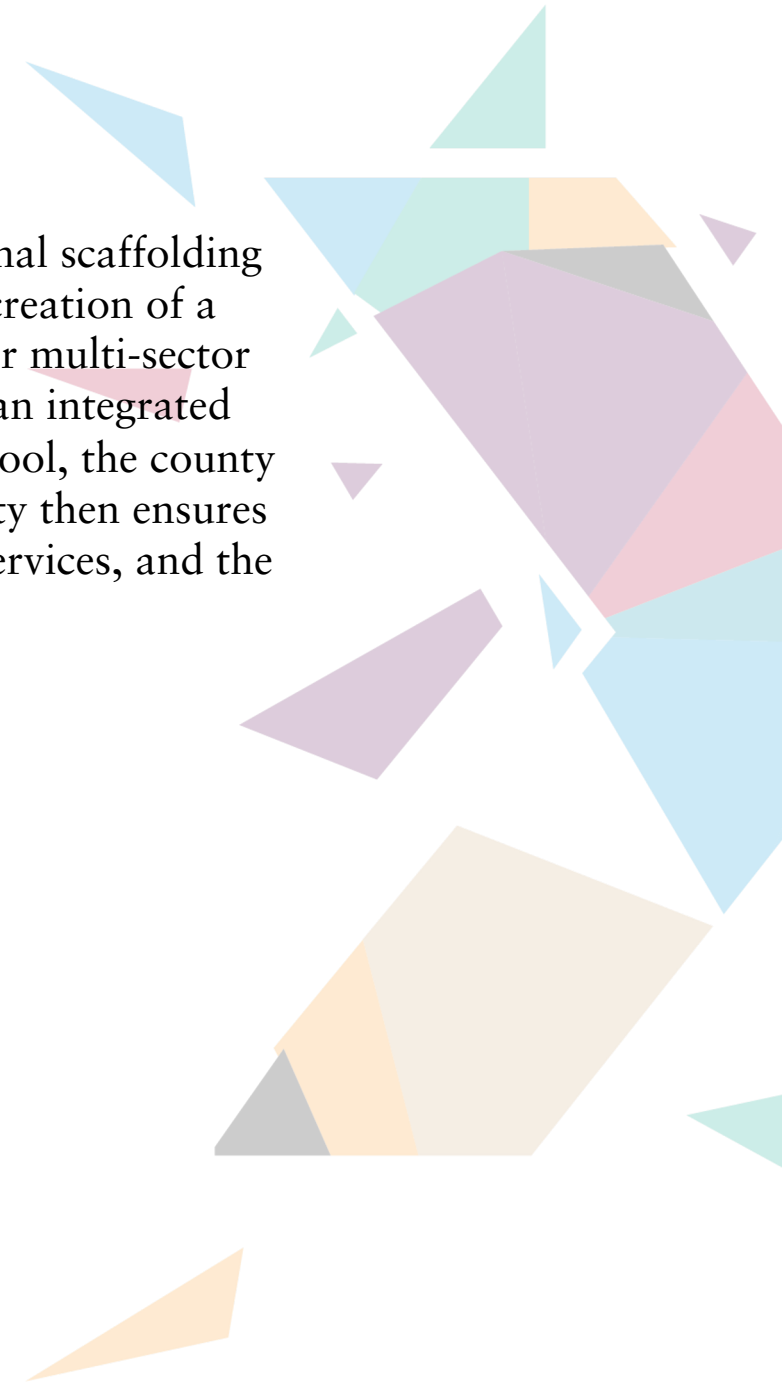 nal scaffolding
creation of a
r multi-sector
an integrated
ool, the county
ty then ensures
ervices, and the